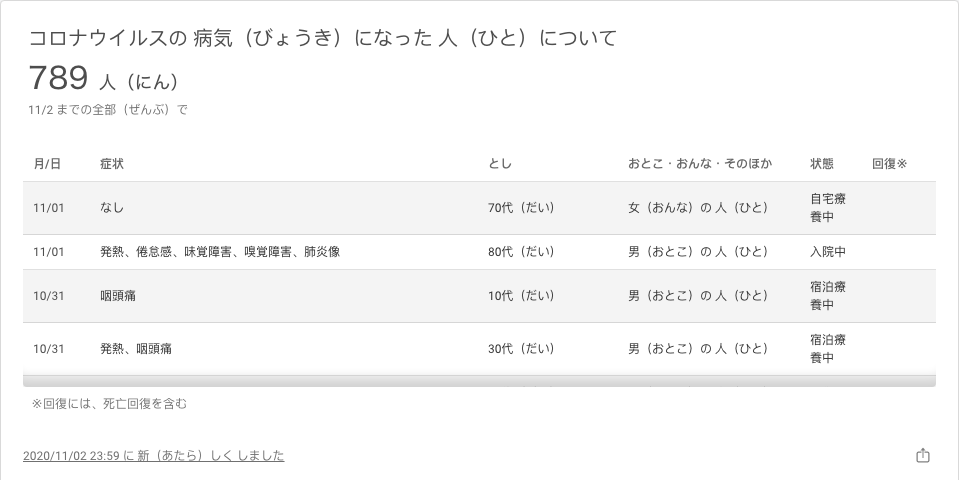 コロナウイルスの 病気（びょうき）になった 人（ひと）について
789 人（にん）
11/2 までの全部（ぜんぶ）で
月/日 症状 とし おとこ・おんな・そのほか 状態 回復※
11/01 なし 70代（だい） 女（おんな）の 人（ひと） 自宅療
養中
11/01 発熱、倦怠感、味覚障害、嗅覚障害、肺炎像 80代（だい） 男（おとこ）の 人（ひと） 入院中
10/31 咽頭痛 10代（だい） 男（おとこ）の 人（ひと） 宿泊療
養中
10/31 発熱、咽頭痛 30代（だい） 男（おとこ）の 人（ひと） 宿泊療
養中
※回復には、死亡回復を含む
2020/11/02 23:59 に 新（あたら）しく しました